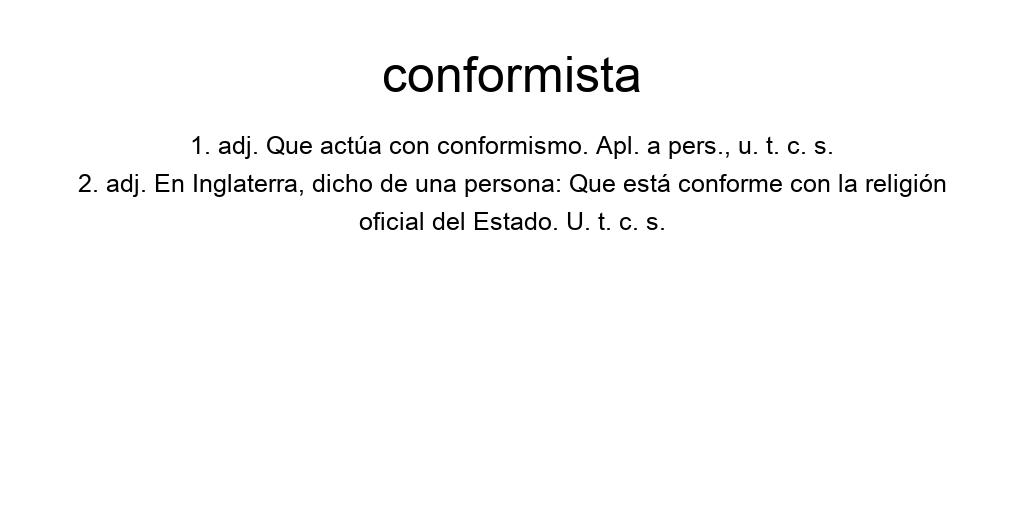 conformista
1. adj. Que actúa con conformismo. Apl. a pers., u. t. c. s.
2. adj. En Inglaterra, dicho de una persona: Que está conforme con la religión
oficial del Estado. U. t. c. s.